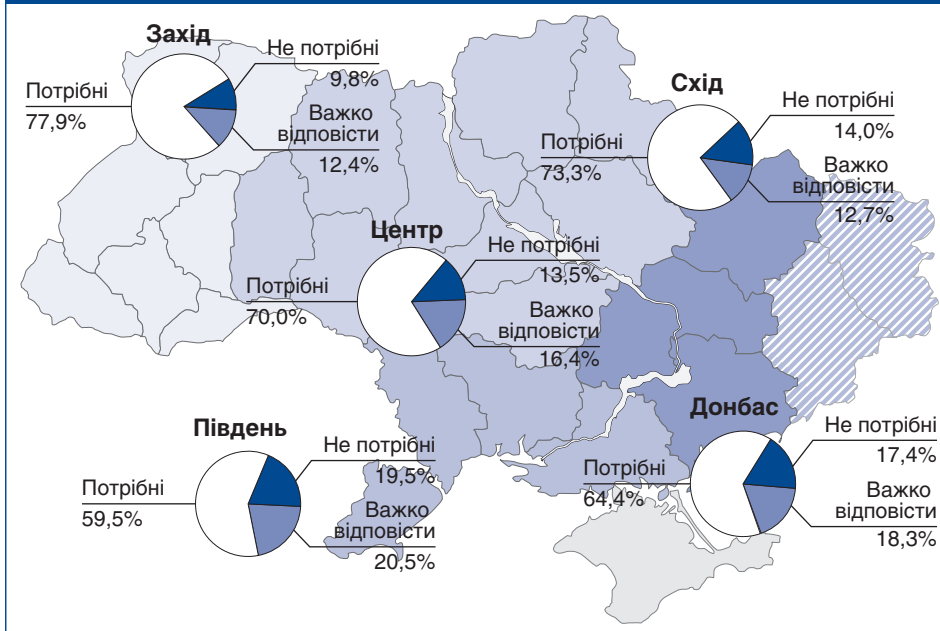 Захід
Потрібні
77,9%
Не потрібні
9,8%
Важко
відповісти
12,4%
Схід
Потрібні
73,3%
Не потрібні
14,0%
Важко
відповісти
12,7%
Центр
Потрібні
70,0%
Не потрібні
13,5%
Важко
відповісти
16,4%
Південь
Потрібні
59,5%
Не потрібні
19,5%
Важко
відповісти
20,5%
Донбас
Потрібні
64,4%
Не потрібні
17,4%
Важко
відповісти
18,3%